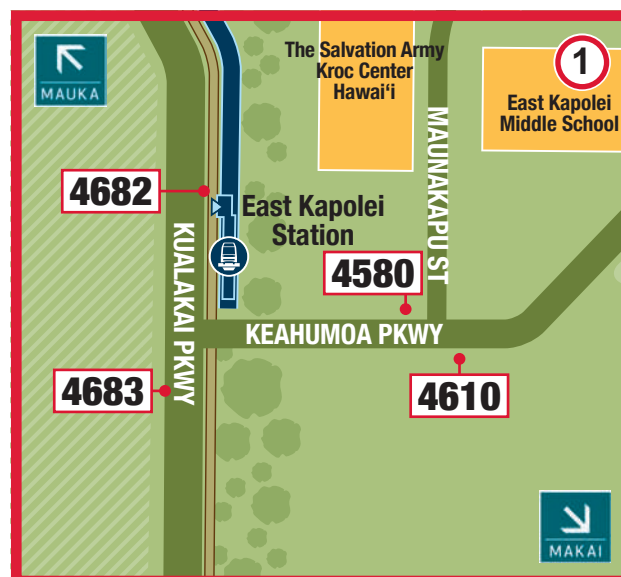 MAUKA
The Salvation Army
Kroc Center
Hawai‘i
MAUNAKAPU ST
1
East Kapolei
Middle School
4682
East Kapolei
Station
KUALAKAI PKWY
4580
KEAHUMOA PKWY
4683
4610
MAKAI